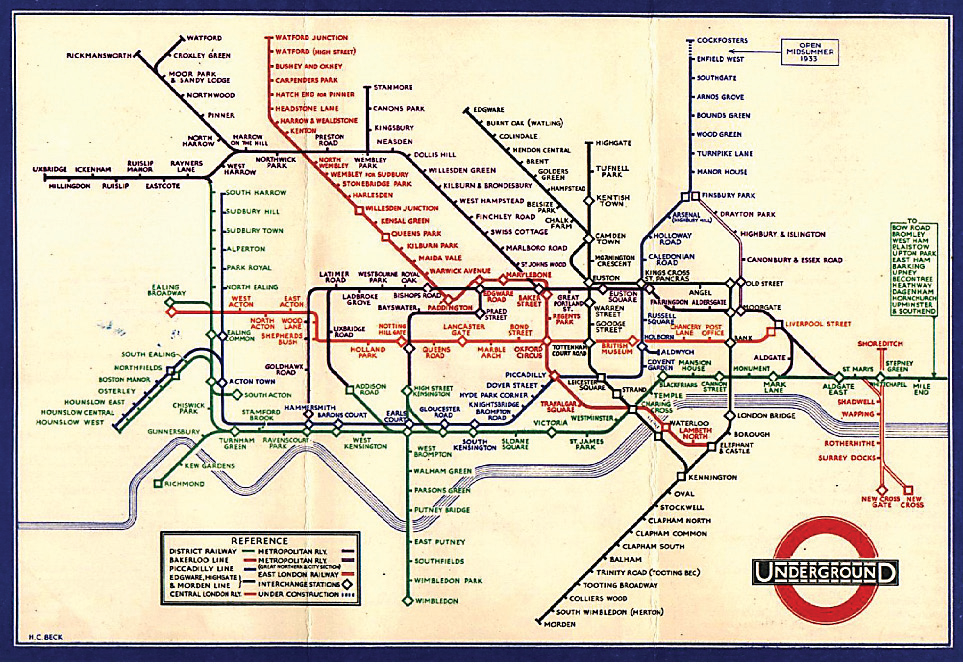 WATFORD
CROXLEY GREEN
RICKMANSWORTH
MOOR PARK
& SANDY LODGE
NORTHWOOD
PINNER
NORTH
HARROW
HARROW
ON THE HILL
NORTHWICK
PARK
PRESTON
ROAD
WEMBLEY
PARK
WATFORD JUNCTION
WATFORD (HIGH STREET)
BUSHEY AND OXHEY
CARPENDERS PARK
HATCH END FOR PINNER
HEADSTONE LANE
HARROW & WEALDSTONE
KENTON
NORTH
WEMBLEY
WEMBLEY FOR SUDBURY
STONEBRIDGE PARK
HARLESDEN
WILLESDEN JUNCTION
KENSAL GREEN
QUEENS PARK
KILBURN PARK
MAIDA VALE
WARWICK AVENUE
MARYLEBONE
STANMORE
CANONS PARK
KINGSBURY
NEASDEN
DOLLIS HILL
WILLESDEN GREEN
KILBURN & BRONDESBURY
WEST HAMPSTEAD
FINCHLEY ROAD
SWISS COTTAGE
MARLBORO ROAD
ST. JOHNS WOOD
EDGWARE
BURNT OAK (WATLING)
COLINDALE
HENDON CENTRAL
BRENT
GOLDERS
GREEN
HAMPSTEAD
BELSIZE
PARK
CHALK
FARM
HIGHGATE
TUFNELL
PARK
KENTISH
TOWN
CAMDEN
TOWN
MORNINGTON
CRESCENT
EUSTON
COCKFOSTERS
ENFIELD WEST
SOUTHGATE
ARNOS GROVE
BOUNDS GREEN
WOOD GREEN
TURNPIKE LANE
MANOR HOUSE
FINSBURY PARK
OPEN
MIDSUMMER
1933
ARSENAL
(HIGHBURY HILL)
DRAYTON PARK
HOLLOWAY
ROAD
HIGHBURY & ISLINGTON
CALEDONIAN
ROAD
CANONBURY & ESSEX ROAD
KINGS CROSS
ST. PANCRAS
OLD STREET
UXBRIDGE
ICKENHAM
RUISLIP
MANOR
RAYNERS
LANE
WEST
HARROW
HILLINGDON
RUISLIP
EASTCOTE
SOUTH HARROW
SUDBURY HILL
SUDBURY TOWN
ALPERTON
PARK ROYAL
NORTH EALING
EALING
BROADWAY
WEST
ACTON
EAST
ACTON
NORTH
ACTON
WOOD
LANE
SHEPHERDS
BUSH
EALING
COMMON
LATIMER
ROAD
WESTBOURNE
PARK
ROYAL
OAK
LADBROKE
GROVE
BISHOPS ROAD
BAYSWATER
PADDINGTON
EDGWARE
ROAD
PRAED
STREET
BAKER
STREET
GREAT
PORTLAND
ST.
REGENTS
PARK
EUSTON
SQUARE
WARREN
STREET
GOODGE
STREET
ANGEL
FARRINGDON
ALDERSGATE
MOORGATE
RUSSELL
SQUARE
LIVERPOOL STREET
UXBRIDGE
ROAD
HOLLAND
PARK
NOTTING
HILL GATE
QUEENS
ROAD
LANCASTER
GATE
MARBLE
ARCH
BOND
STREET
OXFORD
CIRCUS
TOTTENHAM
COURT ROAD
BRITISH
MUSEUM
HOLBORN
CHANCERY
LANE
POST
OFFICE
BANK
ALDWYCH
COVENT
GARDEN
ALDGATE
SHOREDITCH
TO
BOW ROAD
BROMLEY
WEST HAM
PLAISTOW
UPTON PARK
EAST HAM
BARKING
UPNEY
BECONTREE
HEATHWAY
DAGENHAM
HORNCHURCH
UPMINSTER
& SOUTHEND
SOUTH EALING
NORTHFIELDS
BOSTON MANOR
OSTERLEY
HOUNSLOW EAST
HOUNSLOW CENTRAL
HOUNSLOW WEST
ACTON TOWN
SOUTH ACTON
CHISWICK
PARK
GUNNERSBURY
KEW GARDENS
RICHMOND
TURNHAM
GREEN
STAMFORD
BROOK
RAVENSCOURT
PARK
GOLDHAWK
ROAD
HAMMERSMITH
BARONS COURT
WEST
KENSINGTON
ADDISON
ROAD
EARLS
COURT
HIGH STREET
KENSINGTON
GLOUCESTER
ROAD
SOUTH
KENSINGTON
SLOANE
SQUARE
VICTORIA
ST. JAMES
PARK
WESTMINSTER
PICCADILLY
DOVER STREET
HYDE PARK CORNER
KNIGHTSBRIDGE
BROMPTON
ROAD
LEICESTER
SQUARE
TRAFALGAR
SQUARE
STRAND
CHARING
CROSS
TEMPLE
BLACKFRIARS
MANSION
HOUSE
CANNON
STREET
MONUMENT
MARK
LANE
ALDGATE
EAST
ST MARYS
WHITECHAPEL
STEPNEY
GREEN
MILE
END
SHADWELL
WAPPING
ROTHERHITHE
SURREY DOCKS
NEW CROSS
GATE
NEW
CROSS
WATERLOO
LAMBETH
NORTH
LONDON BRIDGE
BOROUGH
ELEPHANT
& CASTLE
KENNINGTON
OVAL
STOCKWELL
CLAPHAM NORTH
CLAPHAM COMMON
CLAPHAM SOUTH
BALHAM
TRINITY ROAD (TOOTING BEC)
TOOTING BROADWAY
COLLIERS WOOD
SOUTH WIMBLEDON (MERTON)
MORDEN
WEST
BROMPTON
WALHAM GREEN
PARSONS GREEN
PUTNEY BRIDGE
EAST PUTNEY
SOUTHFIELDS
WIMBLEDON PARK
WIMBLEDON
REFERENCE
DISTRICT RAILWAY
BAKERLOO LINE
PICCADILLY LINE
EDGWARE, HIGHGATE
& MORDEN LINE
CENTRAL LONDON RLY.
METROPOLITAN RLY.
METROPOLITAN RLY.
(GREAT NORTHERN & CITY SECTION)
EAST LONDON RAILWAY
INTERCHANGE STATIONS
UNDER CONSTRUCTION
UNDERGROUND
H.C. BECK